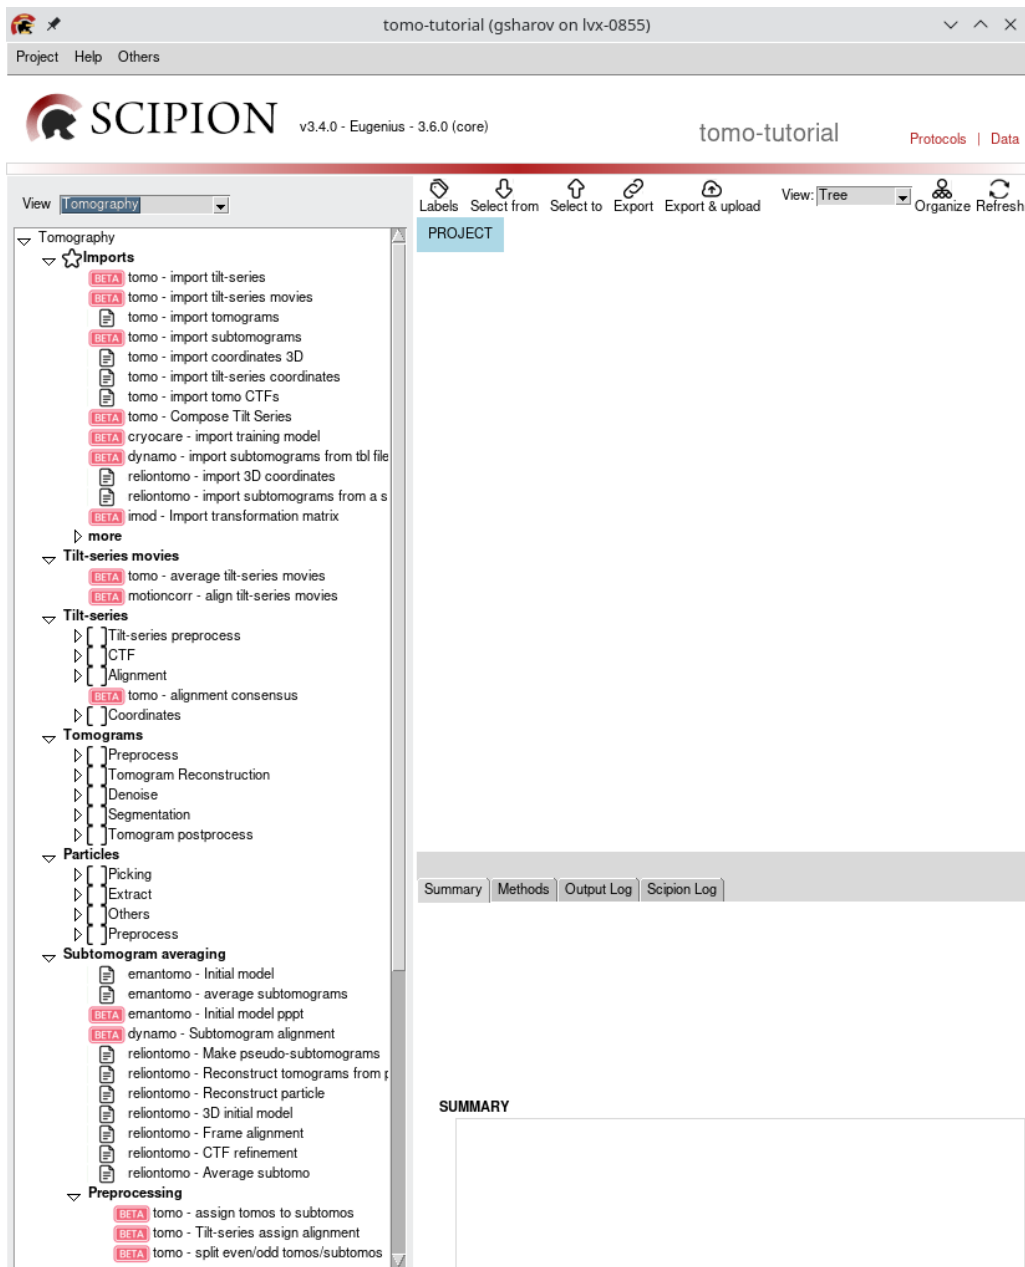 tomo-tutorial (gsharov on lvx-0855)
Project Help Others
SCIPION v3.4.0 - Eugenius - 3.6.0 (core)
tomo-tutorial
Protocols | Data
View Tomography
Labels Select from Select to Export Export & upload View: Tree Organize Refresh
PROJECT
Tomography
Imports
BETA tomo - import tilt-series
BETA tomo - import tilt-series movies
tomo - import tomograms
BETA tomo - import subtomograms
tomo - import coordinates 3D
tomo - import tilt-series coordinates
tomo - import tomo CTFs
BETA tomo - Compose Tilt Series
BETA cryocare - import training model
BETA dynamo - import subtomograms from tbl file
reliontomo - import 3D coordinates
reliontomo - import subtomograms from a s
BETA imod - Import transformation matrix
more
Tilt-series movies
BETA tomo - average tilt-series movies
BETA motioncorr - align tilt-series movies
Tilt-series
[ ]Tilt-series preprocess
[ ]CTF
[ ]Alignment
BETA tomo - alignment consensus
[ ]Coordinates
Tomograms
[ ]Preprocess
[ ]Tomogram Reconstruction
[ ]Denoise
[ ]Segmentation
[ ]Tomogram postprocess
Particles
[ ]Picking
[ ]Extract
[ ]Others
[ ]Preprocess
Subtomogram averaging
emantomo - Initial model
emantomo - average subtomograms
BETA emantomo - Initial model pppt
BETA dynamo - Subtomogram alignment
reliontomo - Make pseudo-subtomograms
reliontomo - Reconstruct tomograms from p
reliontomo - Reconstruct particle
reliontomo - 3D initial model
reliontomo - Frame alignment
reliontomo - CTF refinement
reliontomo - Average subtomo
Preprocessing
BETA tomo - assign tomos to subtomos
BETA tomo - Tilt-series assign alignment
BETA tomo - split even/odd tomos/subtomos
Summary Methods Output Log Scipion Log
SUMMARY